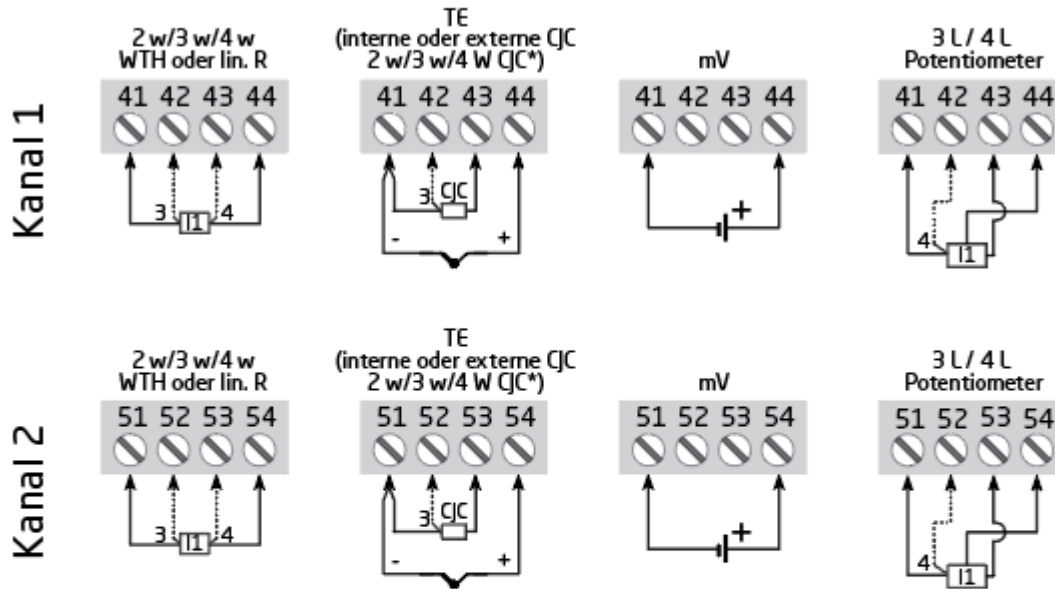 Kanal 1
2 w/3 w/4 w
WTH oder lin. R
41 42 43 44
3 I1 4
TE
(interne oder externe CJC
2 w/3 w/4 W CJC*)
41 42 43 44
3 CJC
- +
mV
41 42 43 44
+
3 L / 4 L
Potentiometer
41 42 43 44
4 I1
Kanal 2
2 w/3 w/4 w
WTH oder lin. R
51 52 53 54
3 I1 4
TE
(interne oder externe CJC
2 w/3 w/4 W CJC*)
51 52 53 54
3 CJC
- +
mV
51 52 53 54
+
3 L / 4 L
Potentiometer
51 52 53 54
4 I1